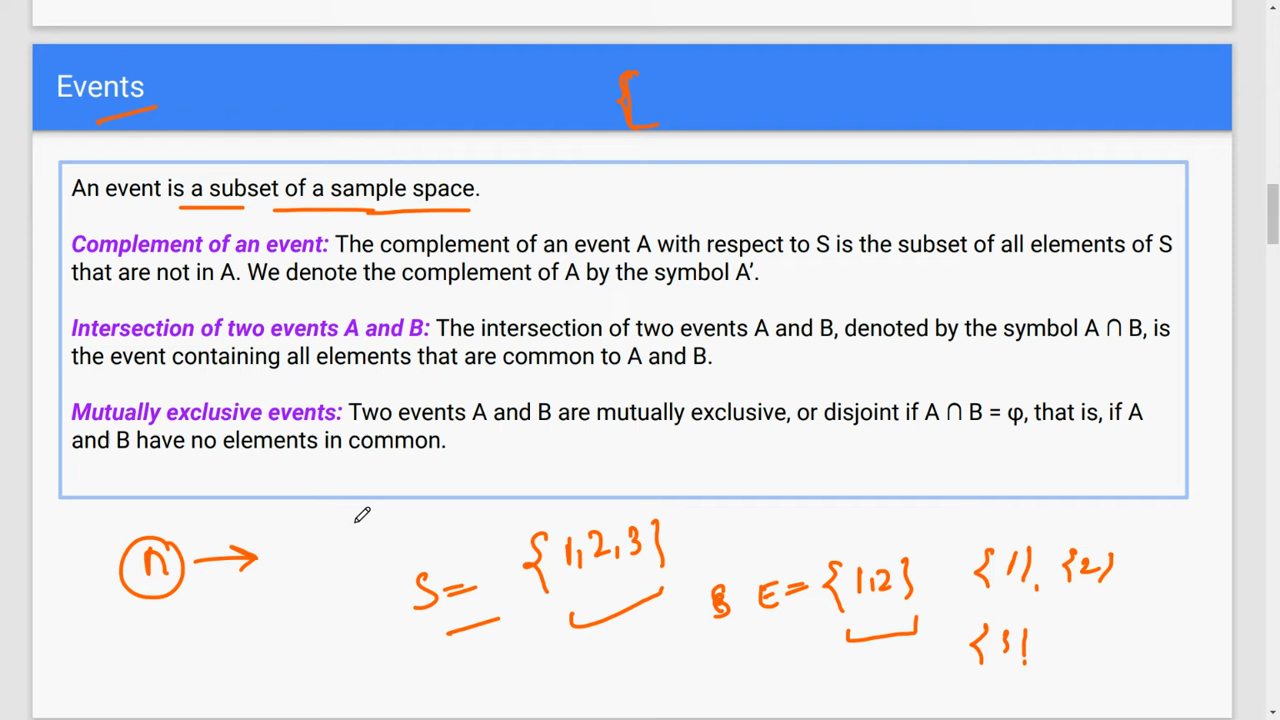 Events
An event is a subset of a sample space.
Complement of an event: The complement of an event A with respect to S is the subset of all elements of S
that are not in A. We denote the complement of A by the symbol A’.
Intersection of two events A and B: The intersection of two events A and B, denoted by the symbol A ∩ B, is
the event containing all elements that are common to A and B.
Mutually exclusive events: Two events A and B are mutually exclusive, or disjoint if A ∩ B = φ, that is, if A
and B have no elements in common.
n →
S = {1,2,3}
E = {1,2}
{1}, {2}
{3}